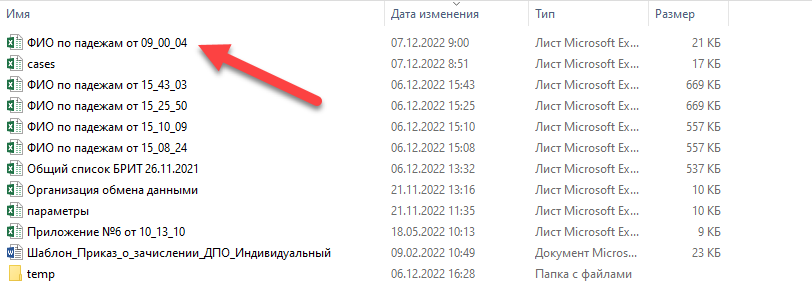 Имя Дата изменения Тип Размер
ФИО по падежам от 09_00_04 07.12.2022 9:00 Лист Microsoft Ex... 21 КБ
cases 07.12.2022 8:51 Лист Microsoft Ex... 17 КБ
ФИО по падежам от 15_43_03 06.12.2022 15:43 Лист Microsoft Ex... 669 КБ
ФИО по падежам от 15_25_50 06.12.2022 15:25 Лист Microsoft Ex... 669 КБ
ФИО по падежам от 15_10_09 06.12.2022 15:10 Лист Microsoft Ex... 557 КБ
ФИО по падежам от 15_08_24 06.12.2022 15:08 Лист Microsoft Ex... 557 КБ
Общий список БРИТ 26.11.2021 06.12.2022 13:32 Лист Microsoft Ex... 537 КБ
Организация обмена данными 21.11.2022 13:16 Лист Microsoft Ex... 10 КБ
параметры 21.11.2022 11:35 Лист Microsoft Ex... 10 КБ
Приложение №6 от 10_13_10 18.05.2022 10:13 Лист Microsoft Ex... 9 КБ
Шаблон_Приказ_о_зачислении_ДПО_Индивидуальный 09.02.2022 10:49 Документ Micros... 23 КБ
temp 06.12.2022 16:28 Папка с файлами